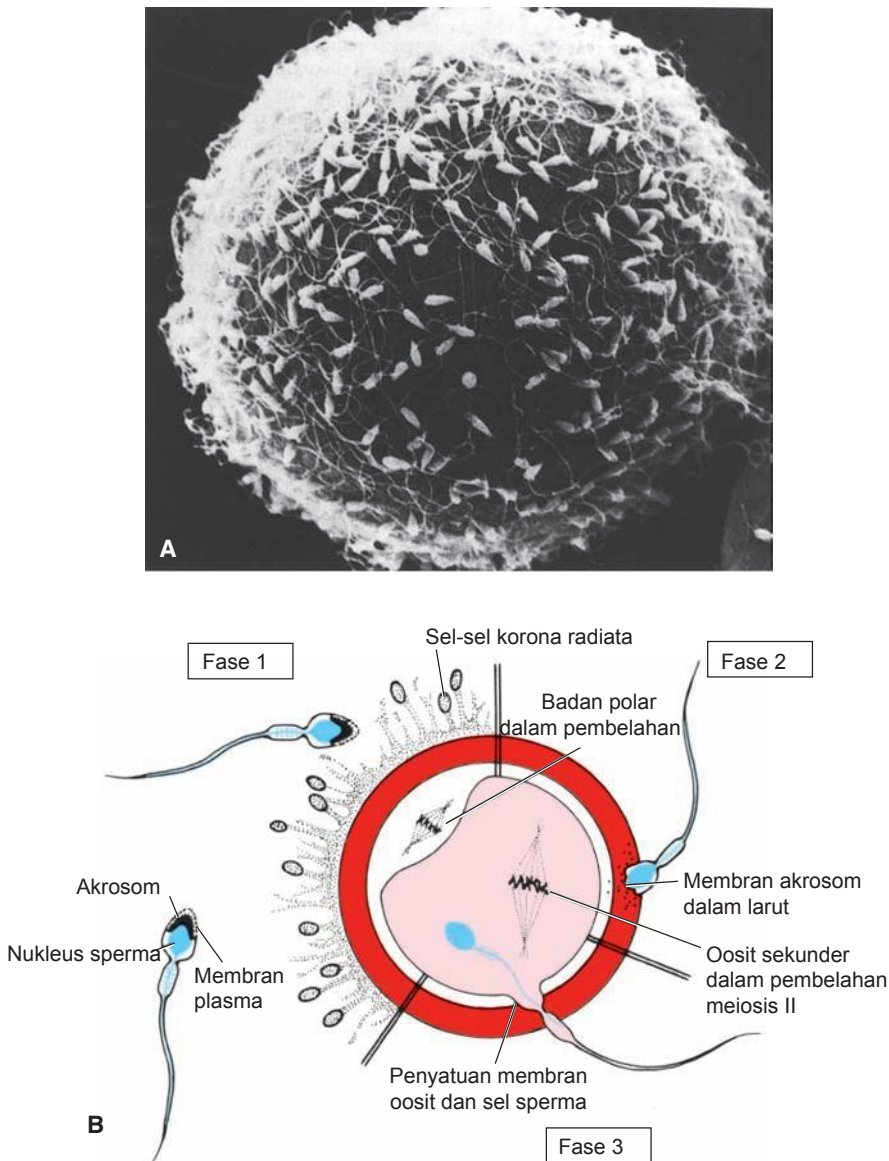 A
Fase 1
Sel-sel korona radiata
Fase 2
Badan polar
dalam pembelahan
Akrosom
Nukleus sperma
Membran
plasma
Membran akrosom
dalam larut
Oosit sekunder
dalam pembelahan
meiosis II
Penyatuan membran
oosit dan sel sperma
B
Fase 3